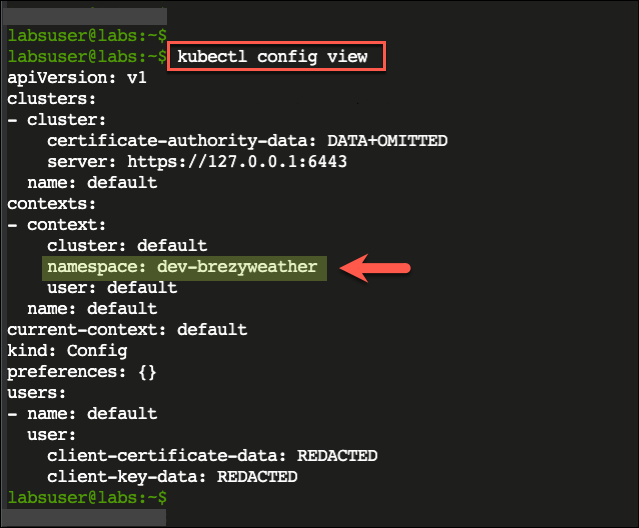 labsuser@labs:~$
labsuser@labs:~$ kubectl config view
apiVersion: v1
clusters:
- cluster:
    certificate-authority-data: DATA+OMITTED
    server: https://127.0.0.1:6443
  name: default
contexts:
- context:
    cluster: default
    namespace: dev-brezyweather
    user: default
  name: default
current-context: default
kind: Config
preferences: {}
users:
- name: default
  user:
    client-certificate-data: REDACTED
    client-key-data: REDACTED
labsuser@labs:~$